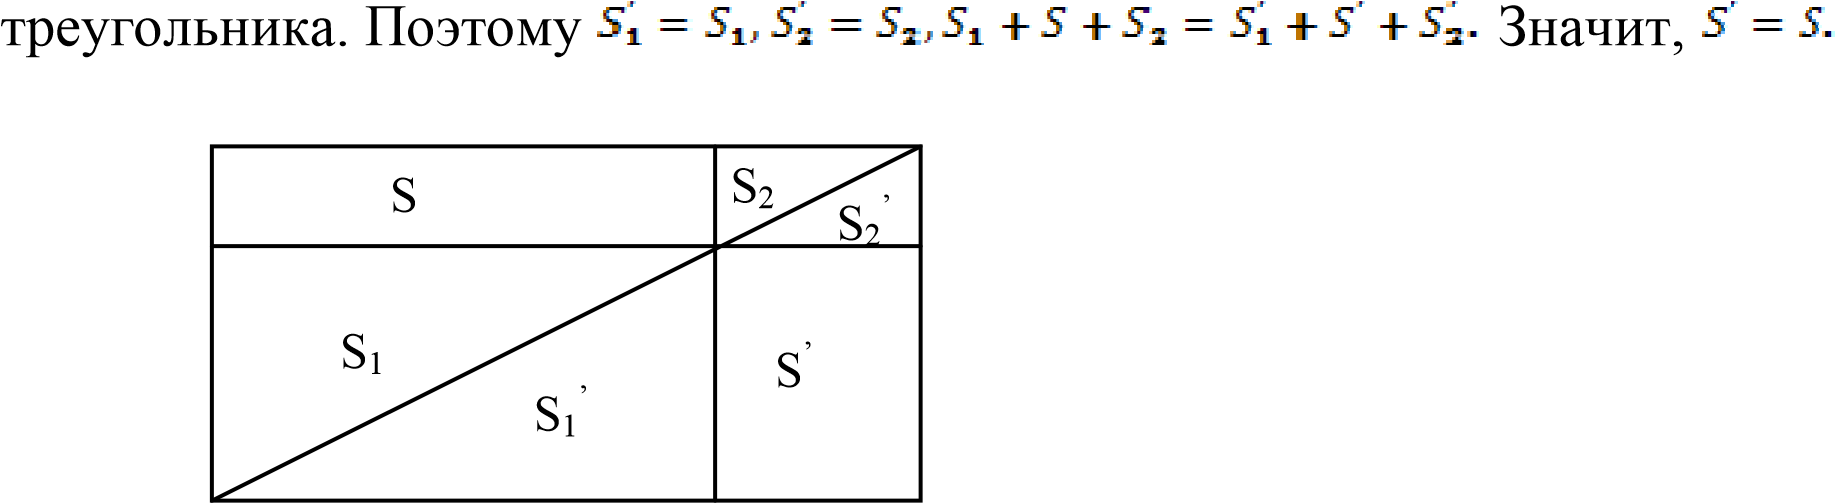 треугольника. Поэтому S₁′ = S₁, S₂′ = S₂, S₁ + S + S₂ = S₁′ + S′ + S₂′. Значит, S′ = S.
S
S₂
S₂’
S₁
S’
S₁’